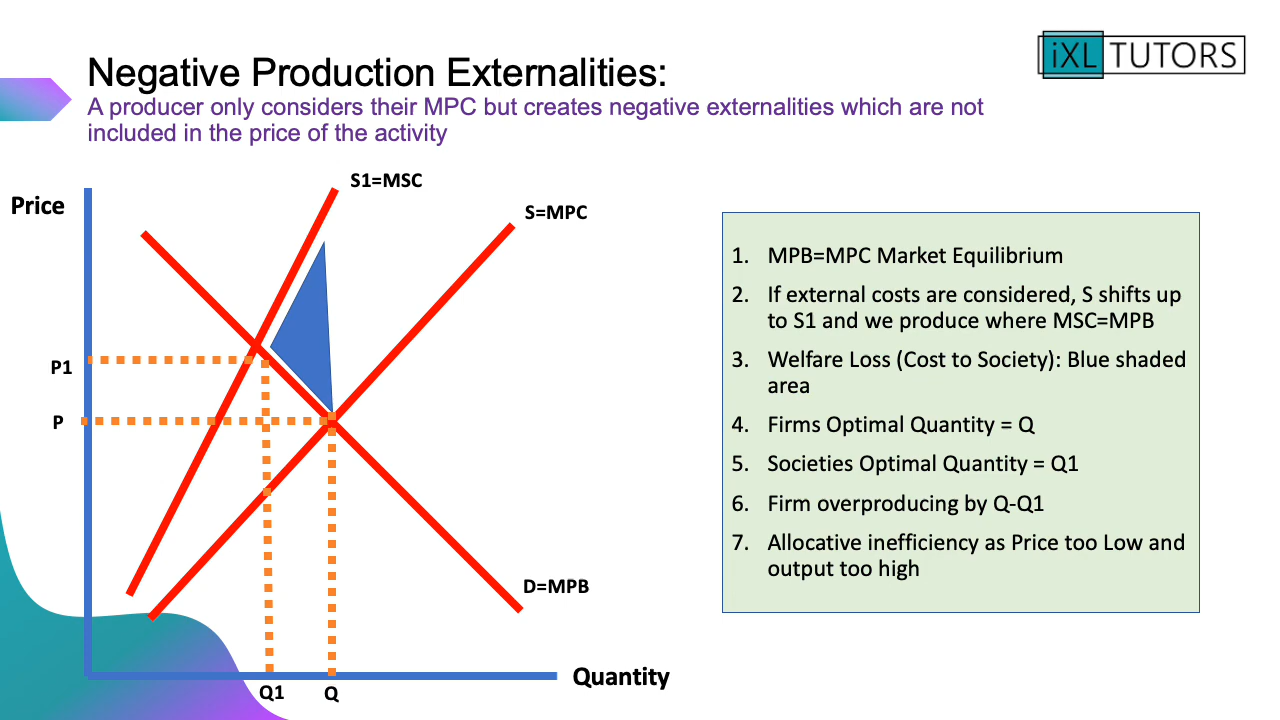 Negative Production Externalities:
iXL TUTORS
A producer only considers their MPC but creates negative externalities which are not
included in the price of the activity
S1=MSC
Price
S=MPC
P1
P
D=MPB
Quantity
Q1
Q
1. MPB=MPC Market Equilibrium
2. If external costs are considered, S shifts up
to S1 and we produce where MSC=MPB
3. Welfare Loss (Cost to Society): Blue shaded
area
4. Firms Optimal Quantity = Q
5. Societies Optimal Quantity = Q1
6. Firm overproducing by Q-Q1
7. Allocative inefficiency as Price too Low and
output too high